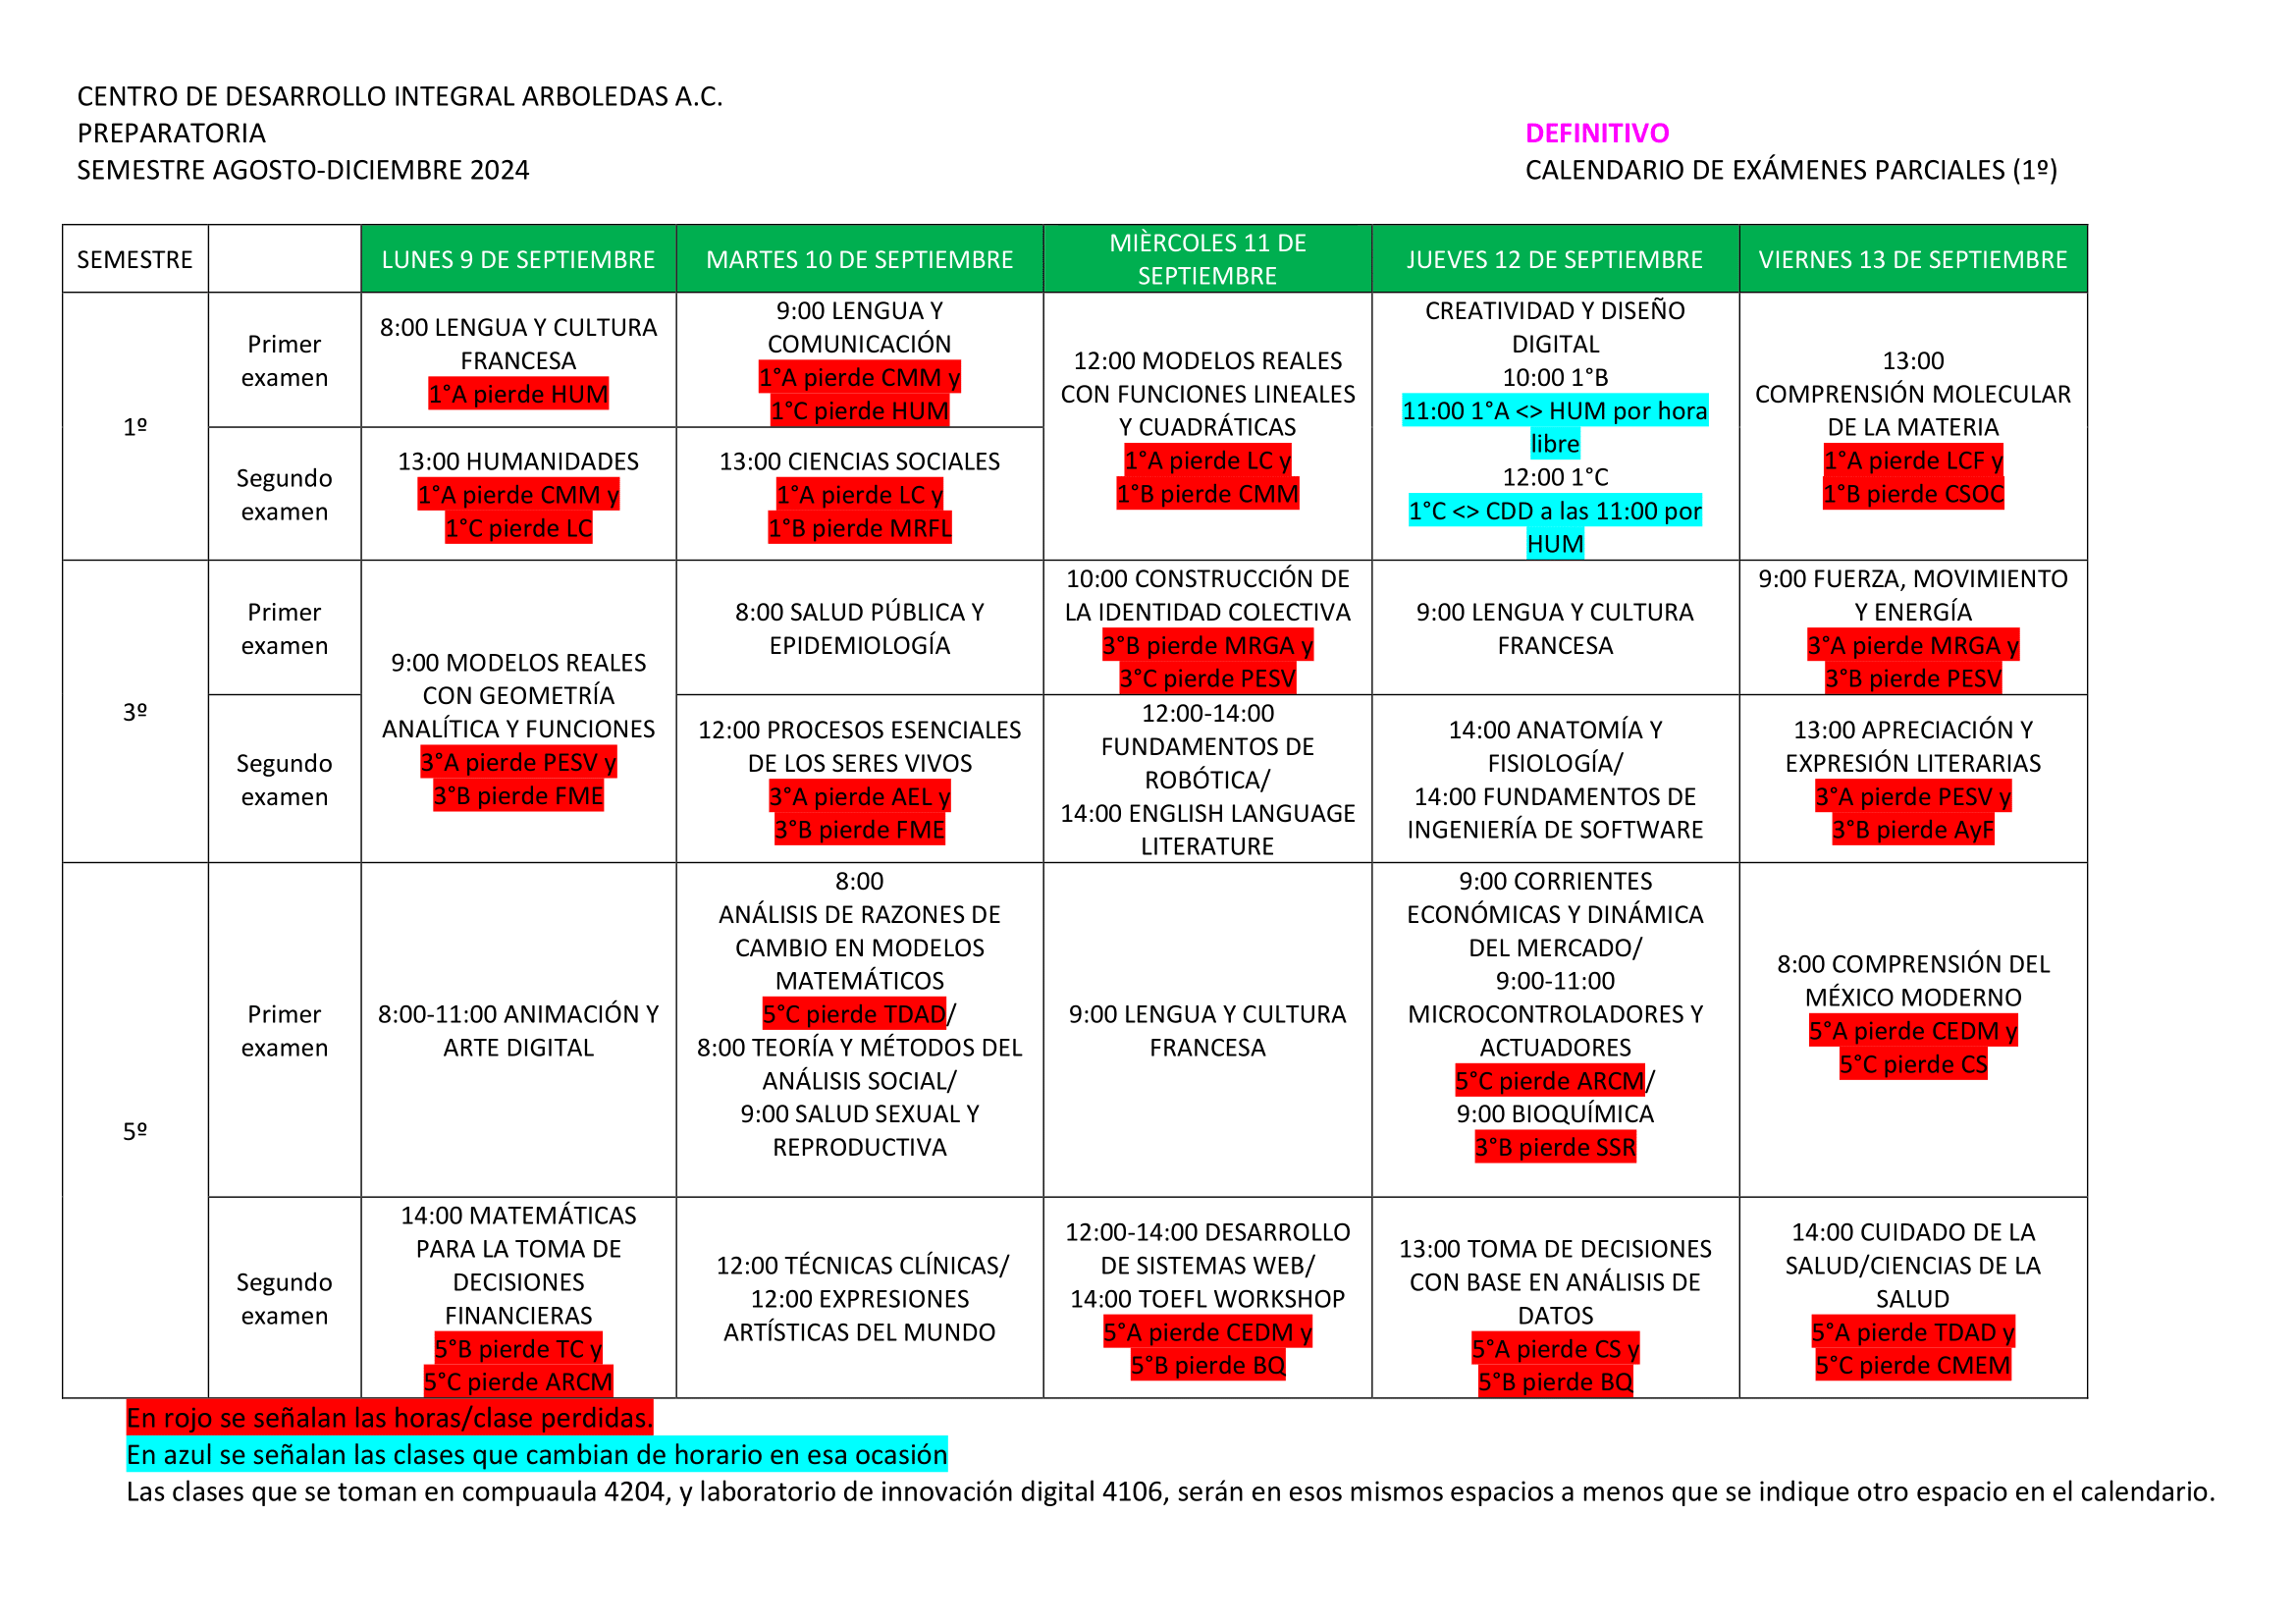 CENTRO DE DESARROLLO INTEGRAL ARBOLEDAS A.C.
PREPARATORIA
DEFINITIVO
SEMESTRE AGOSTO-DICIEMBRE 2024
CALENDARIO DE EXÁMENES PARCIALES (1º)
SEMESTRE
LUNES 9 DE SEPTIEMBRE
MARTES 10 DE SEPTIEMBRE
MIÈRCOLES 11 DE
SEPTIEMBRE
JUEVES 12 DE SEPTIEMBRE
VIERNES 13 DE SEPTIEMBRE
1º
Primer
examen
8:00 LENGUA Y CULTURA
FRANCESA
1°A pierde HUM
9:00 LENGUA Y
COMUNICACIÓN
1°A pierde CMM y
1°C pierde HUM
12:00 MODELOS REALES
CON FUNCIONES LINEALES
Y CUADRÁTICAS
1°A pierde LC y
1°B pierde CMM
CREATIVIDAD Y DISEÑO
DIGITAL
10:00 1°B
11:00 1°A <> HUM por hora
libre
12:00 1°C
1°C <> CDD a las 11:00 por
HUM
13:00
COMPRENSIÓN MOLECULAR
DE LA MATERIA
1°A pierde LCF y
1°B pierde CSOC
Segundo
examen
13:00 HUMANIDADES
1°A pierde CMM y
1°C pierde LC
13:00 CIENCIAS SOCIALES
1°A pierde LC y
1°B pierde MRFL
3º
Primer
examen
9:00 MODELOS REALES
CON GEOMETRÍA
ANALÍTICA Y FUNCIONES
3°A pierde PESV y
3°B pierde FME
8:00 SALUD PÚBLICA Y
EPIDEMIOLOGÍA
10:00 CONSTRUCCIÓN DE
LA IDENTIDAD COLECTIVA
3°B pierde MRGA y
3°C pierde PESV
9:00 LENGUA Y CULTURA
FRANCESA
9:00 FUERZA, MOVIMIENTO
Y ENERGÍA
3°A pierde MRGA y
3°B pierde PESV
Segundo
examen
12:00 PROCESOS ESENCIALES
DE LOS SERES VIVOS
3°A pierde AEL y
3°B pierde FME
12:00-14:00
FUNDAMENTOS DE
ROBÓTICA/
14:00 ENGLISH LANGUAGE
LITERATURE
14:00 ANATOMÍA Y
FISIOLOGÍA/
14:00 FUNDAMENTOS DE
INGENIERÍA DE SOFTWARE
13:00 APRECIACIÓN Y
EXPRESIÓN LITERARIAS
3°A pierde PESV y
3°B pierde AyF
5º
Primer
examen
8:00-11:00 ANIMACIÓN Y
ARTE DIGITAL
8:00
ANÁLISIS DE RAZONES DE
CAMBIO EN MODELOS
MATEMÁTICOS
5°C pierde TDAD/
8:00 TEORÍA Y MÉTODOS DEL
ANÁLISIS SOCIAL/
9:00 SALUD SEXUAL Y
REPRODUCTIVA
9:00 LENGUA Y CULTURA
FRANCESA
9:00 CORRIENTES
ECONÓMICAS Y DINÁMICA
DEL MERCADO/
9:00-11:00
MICROCONTROLADORES Y
ACTUADORES
5°C pierde ARCM/
9:00 BIOQUÍMICA
3°B pierde SSR
8:00 COMPRENSIÓN DEL
MÉXICO MODERNO
5°A pierde CEDM y
5°C pierde CS
Segundo
examen
14:00 MATEMÁTICAS
PARA LA TOMA DE
DECISIONES
FINANCIERAS
5°B pierde TC y
5°C pierde ARCM
12:00 TÉCNICAS CLÍNICAS/
12:00 EXPRESIONES
ARTÍSTICAS DEL MUNDO
12:00-14:00 DESARROLLO
DE SISTEMAS WEB/
14:00 TOEFL WORKSHOP
5°A pierde CEDM y
5°B pierde BQ
13:00 TOMA DE DECISIONES
CON BASE EN ANÁLISIS DE
DATOS
5°A pierde CS y
5°B pierde BQ
14:00 CUIDADO DE LA
SALUD/CIENCIAS DE LA
SALUD
5°A pierde TDAD y
5°C pierde CMEM
En rojo se señalan las horas/clase perdidas.
En azul se señalan las clases que cambian de horario en esa ocasión
Las clases que se toman en compuaula 4204, y laboratorio de innovación digital 4106, serán en esos mismos espacios a menos que se indique otro espacio en el calendario.